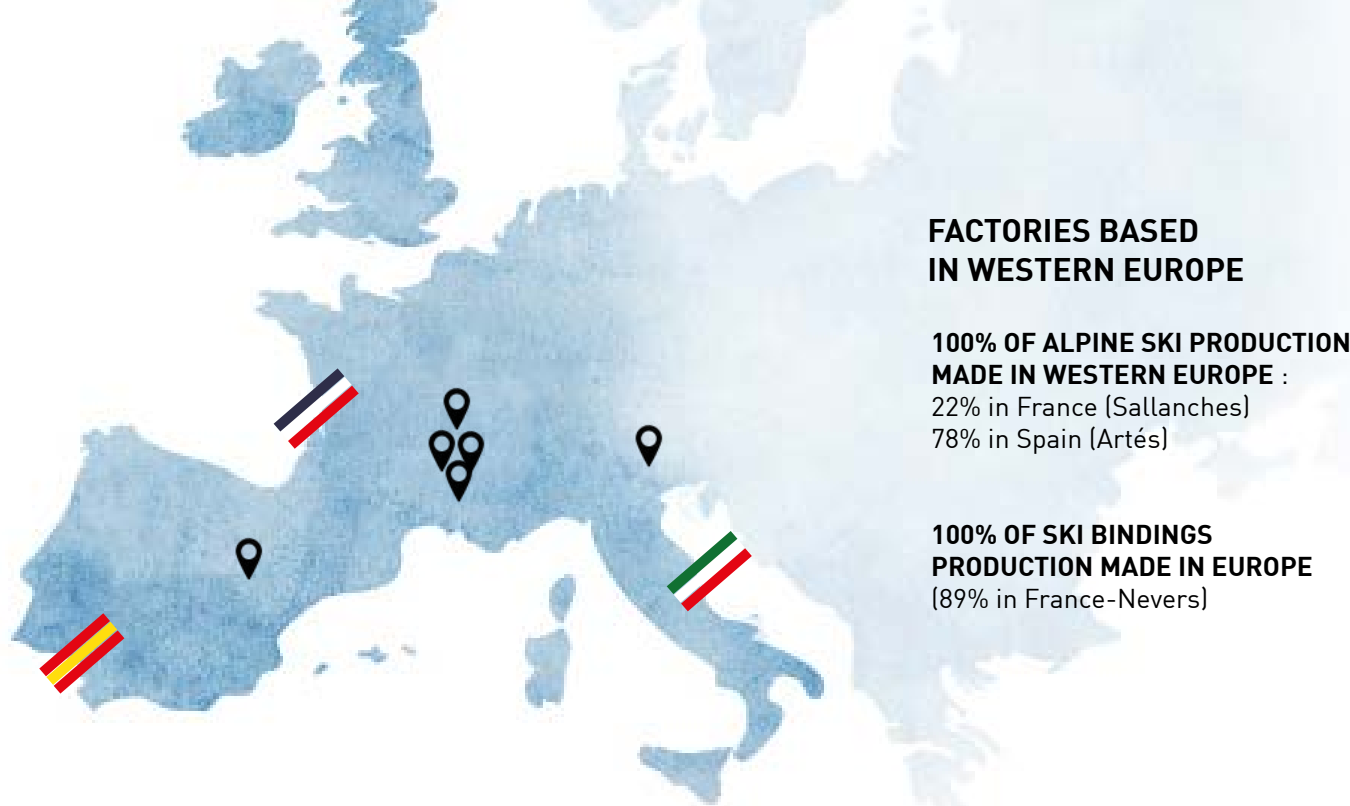 FACTORIES BASED
IN WESTERN EUROPE
100% OF ALPINE SKI PRODUCTION
MADE IN WESTERN EUROPE :
22% in France (Sallanches)
78% in Spain (Artés)
100% OF SKI BINDINGS
PRODUCTION MADE IN EUROPE
(89% in France-Nevers)